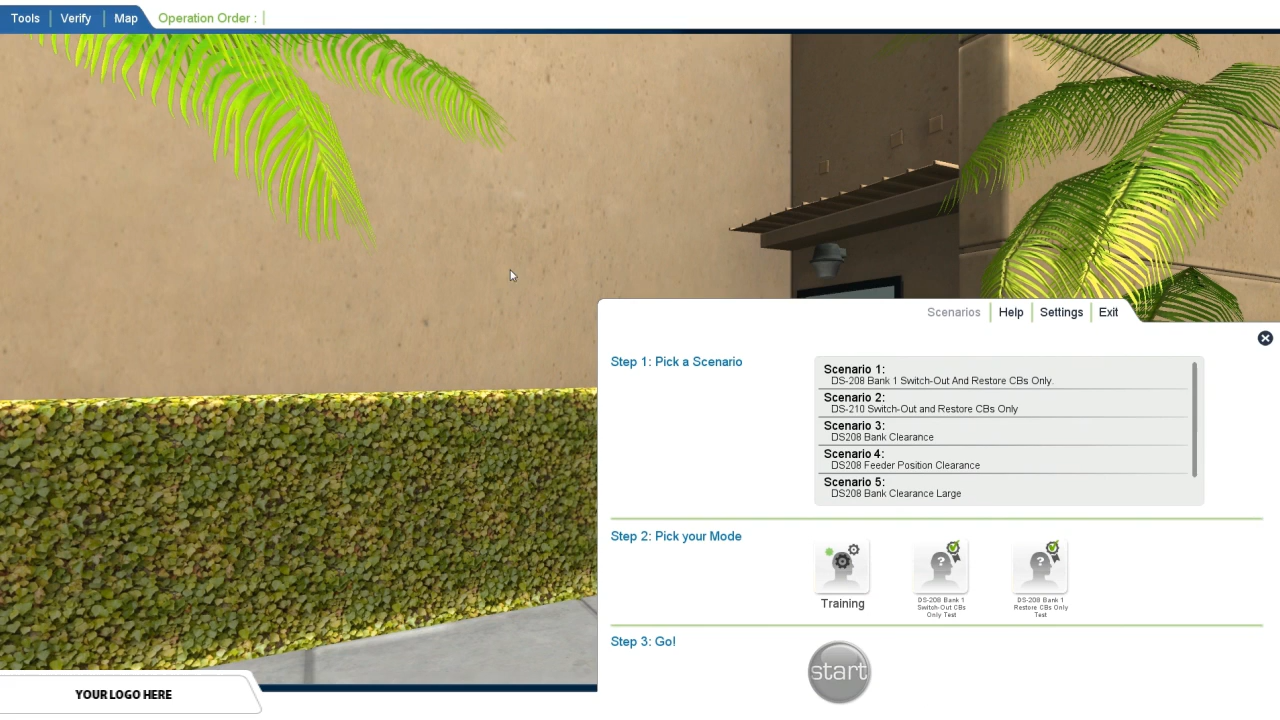 Tools
Verify
Map
Operation Order :
Scenarios
Help
Settings
Exit
Step 1: Pick a Scenario
Scenario 1:
DS-208 Bank 1 Switch-Out And Restore CBs Only.
Scenario 2:
DS-210 Switch-Out and Restore CBs Only
Scenario 3:
DS208 Bank Clearance
Scenario 4:
DS208 Feeder Position Clearance
Scenario 5:
DS208 Bank Clearance Large
Step 2: Pick your Mode
Training
DS-208 Bank 1
Switch-Out CBs
Only Test
DS-208 Bank 1
Restore CBs Only
Test
Step 3: Go!
start
YOUR LOGO HERE